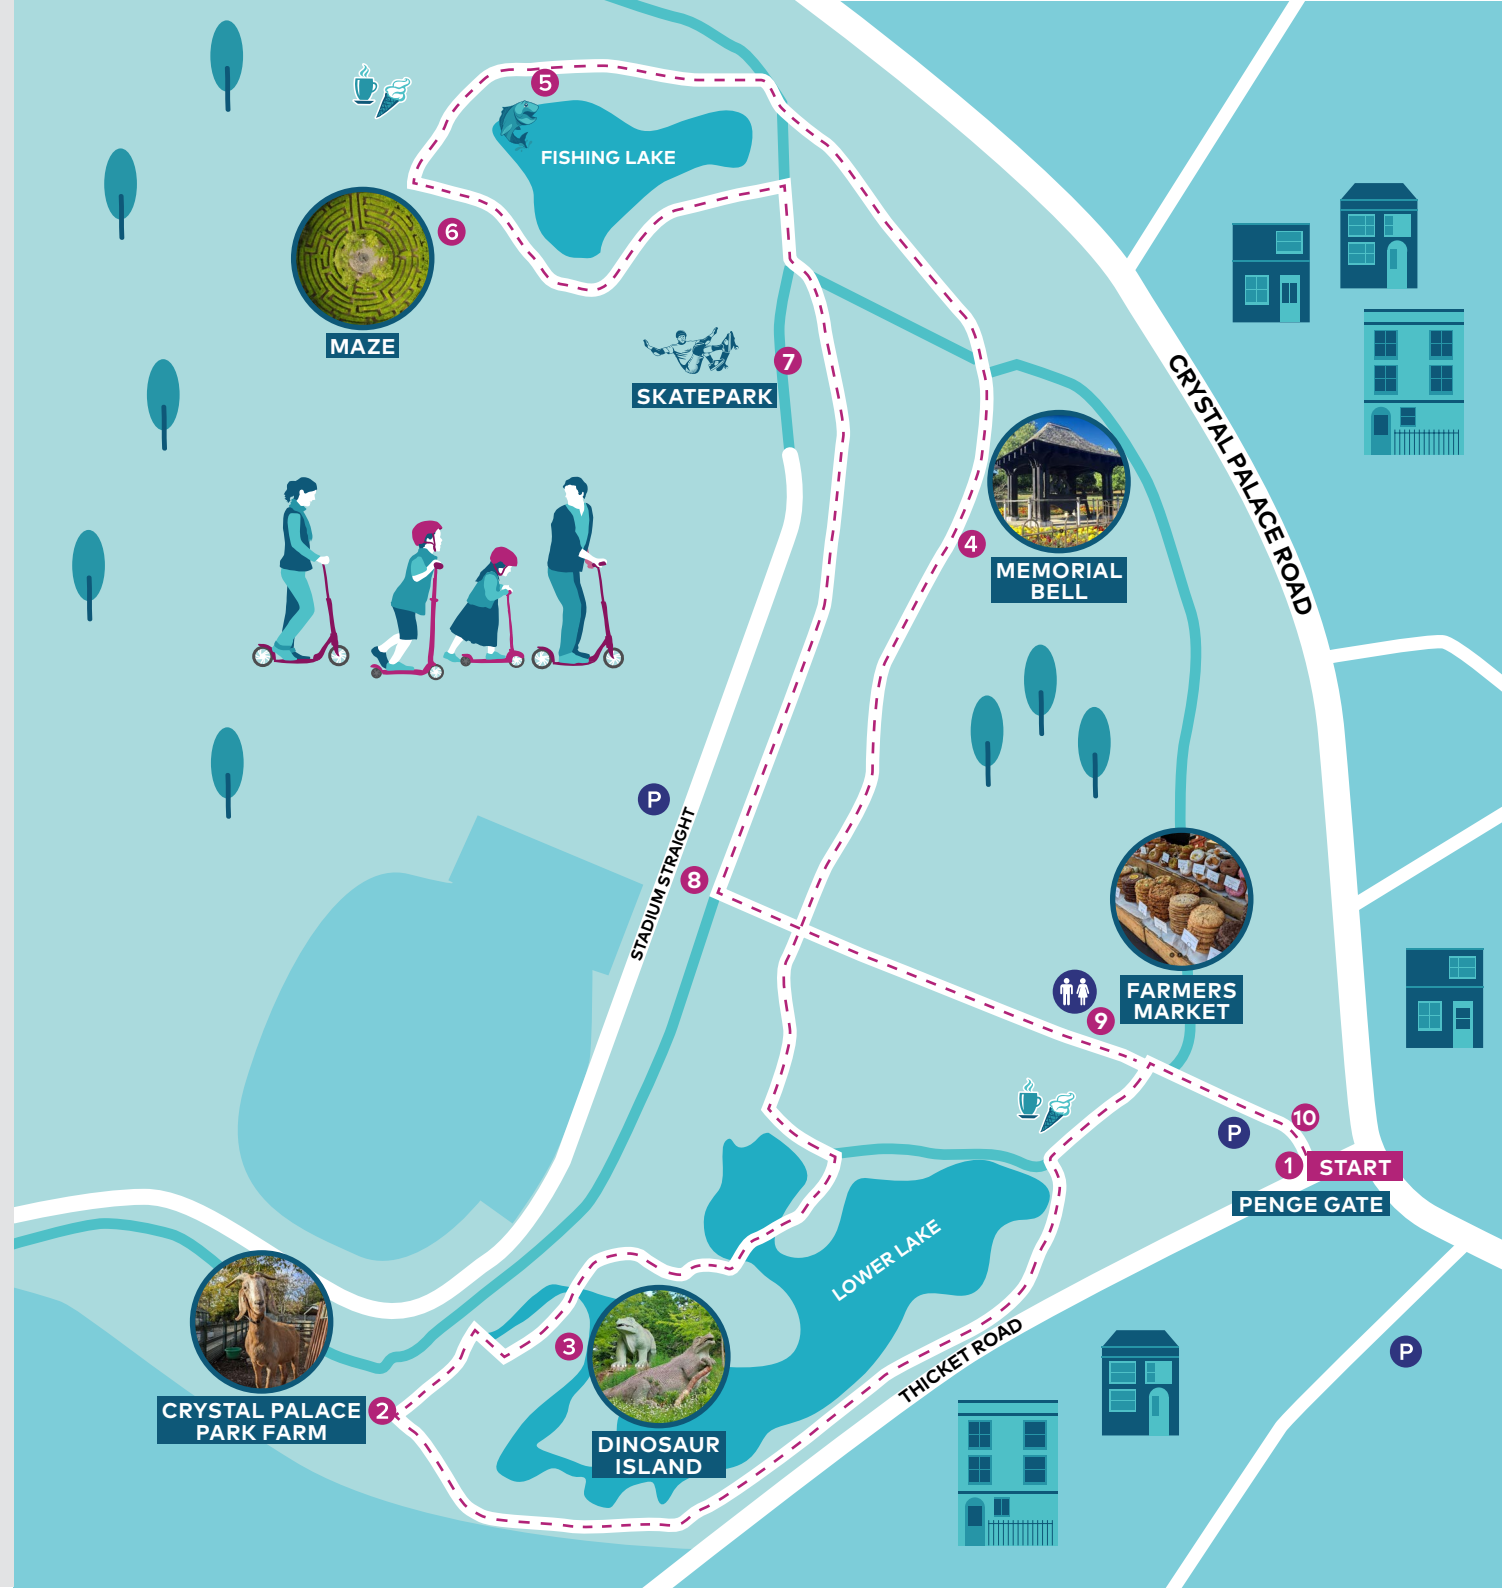 5
FISHING LAKE
6
MAZE
7
SKATEPARK
CRYSTAL PALACE ROAD
4
MEMORIAL
BELL
P
STADIUM STRAIGHT
8
FARMERS
MARKET
9
10
P
1
START
PENGE GATE
LOWER LAKE
3
THICKET ROAD
P
CRYSTAL PALACE
PARK FARM
2
DINOSAUR
ISLAND